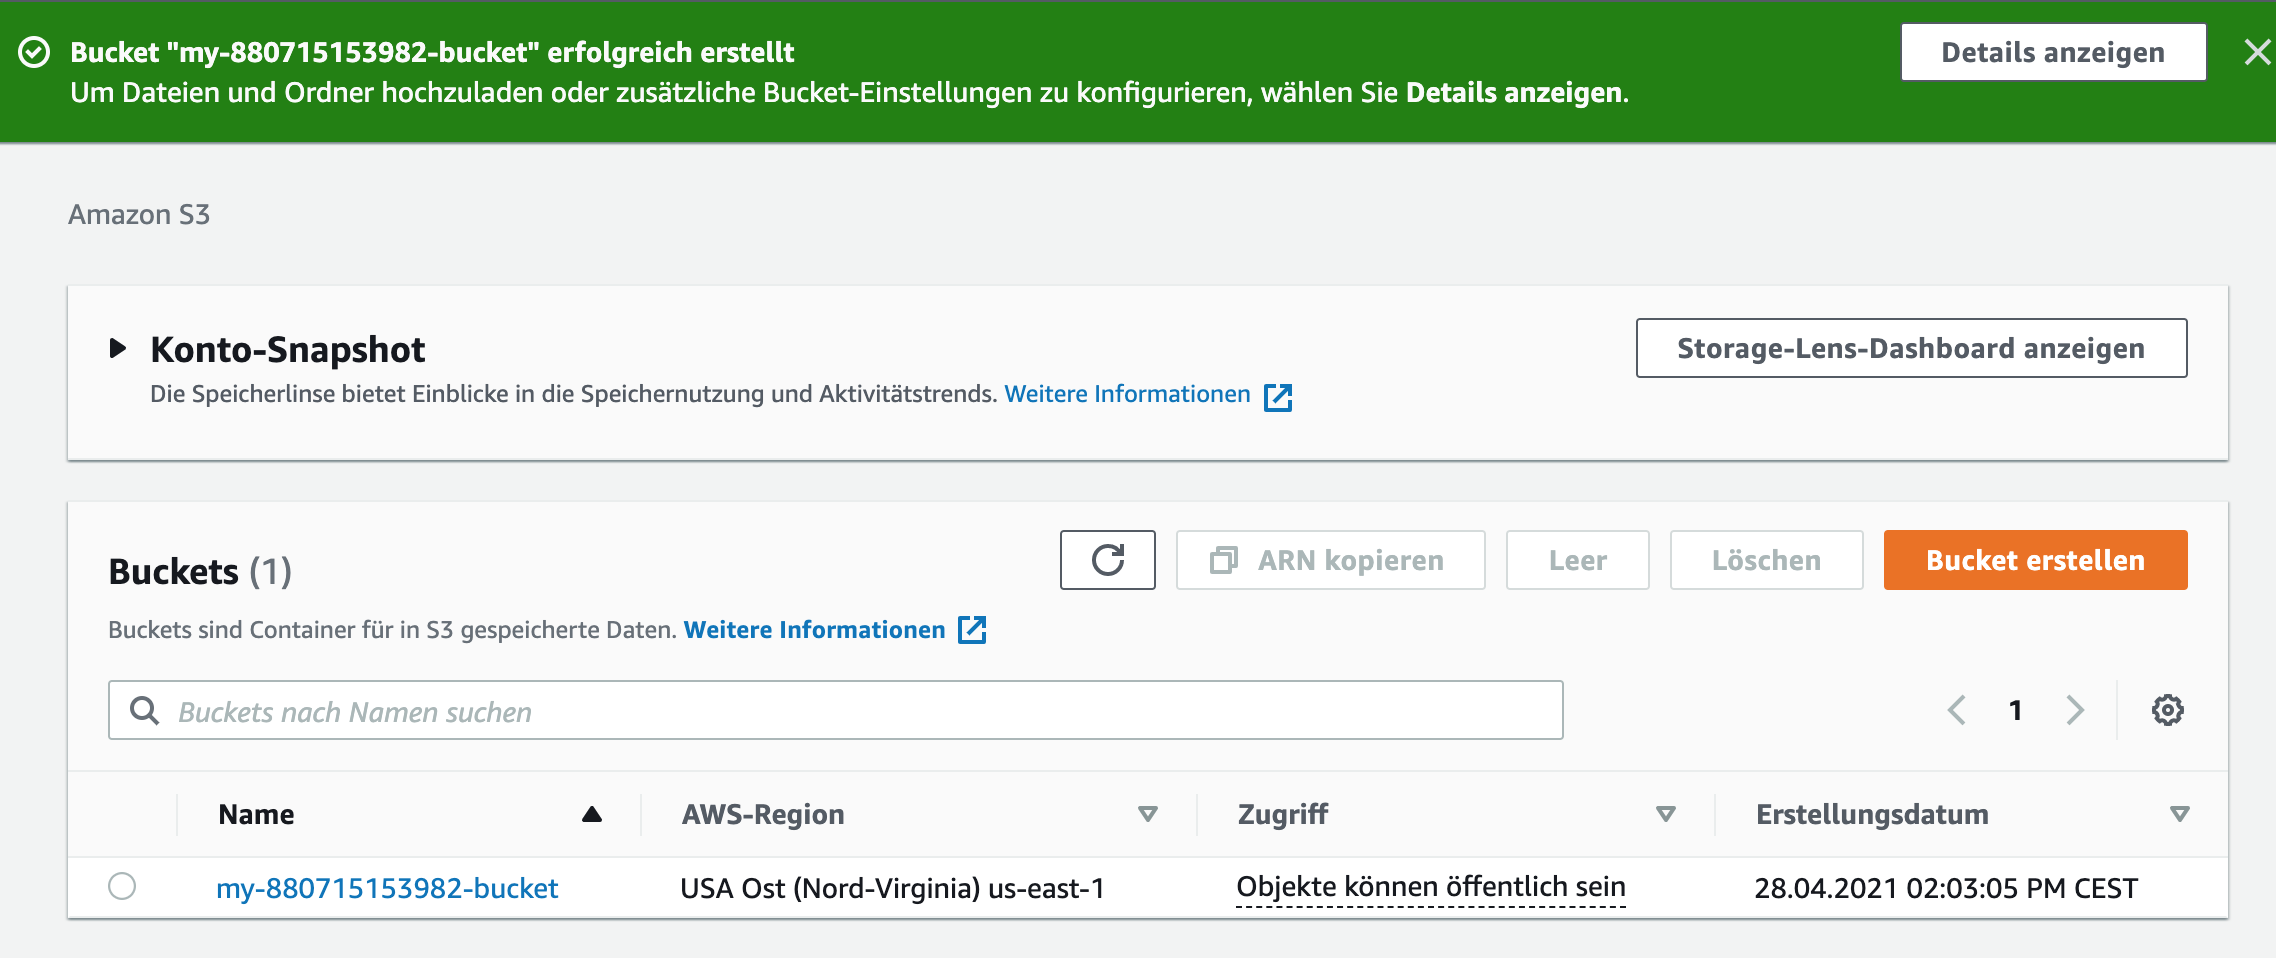 Bucket "my-880715153982-bucket" erfolgreich erstellt
Um Dateien und Ordner hochzuladen oder zusätzliche Bucket-Einstellungen zu konfigurieren, wählen Sie Details anzeigen.
Details anzeigen
Amazon S3
Konto-Snapshot
Die Speicherlinse bietet Einblicke in die Speichernutzung und Aktivitätstrends. Weitere Informationen
Storage-Lens-Dashboard anzeigen
Buckets (1)
ARN kopieren
Leer
Löschen
Bucket erstellen
Buckets sind Container für in S3 gespeicherte Daten. Weitere Informationen
Buckets nach Namen suchen
1
Name AWS-Region Zugriff Erstellungsdatum
my-880715153982-bucket USA Ost (Nord-Virginia) us-east-1 Objekte können öffentlich sein 28.04.2021 02:03:05 PM CEST